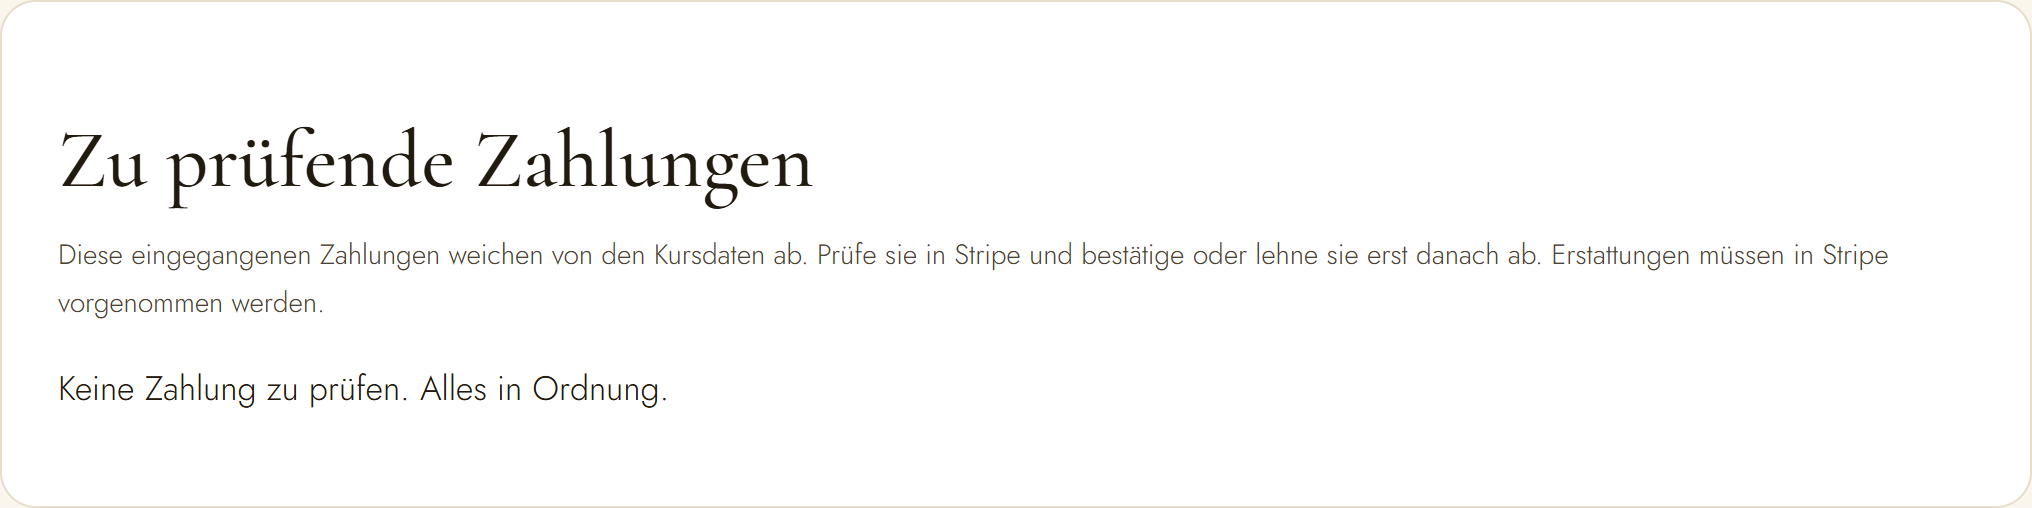 Zu prüfende Zahlungen
Diese eingegangenen Zahlungen weichen von den Kursdaten ab. Prüfe sie in Stripe und bestätige oder lehne sie erst danach ab. Erstattungen müssen in Stripe
vorgenommen werden.
Keine Zahlung zu prüfen. Alles in Ordnung.